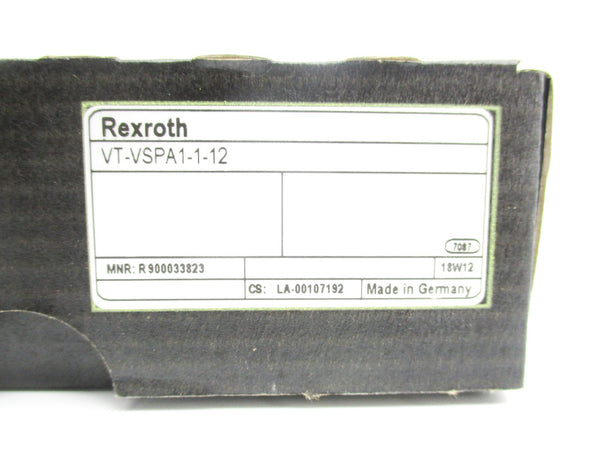 Rexroth
VT-VSPA1-1-12
7087
MNR: R900033823
18W12
CS: LA-00107192
Made in Germany